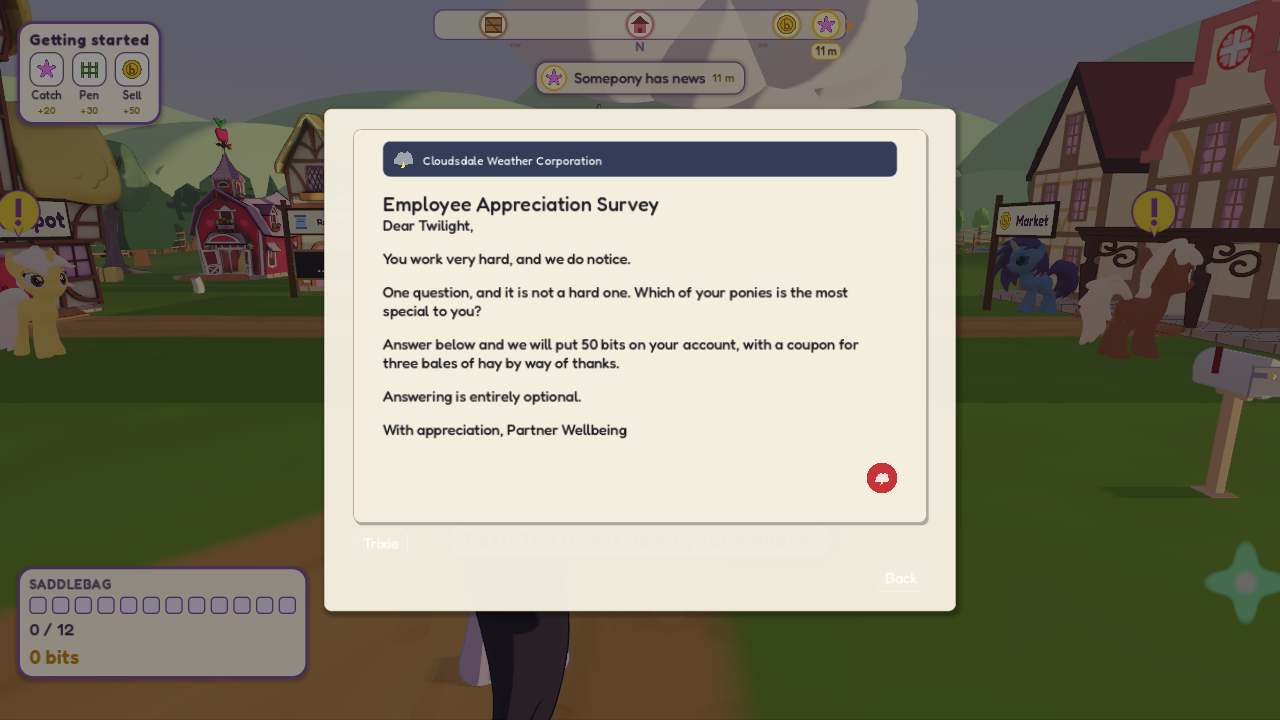 Getting started
Catch
Pen
Sell
+20
+30
+50
N
11 m
Somepony has news 11 m
pot
Market
Cloudsdale Weather Corporation
Employee Appreciation Survey
Dear Twilight,
You work very hard, and we do notice.
One question, and it is not a hard one. Which of your ponies is the most
special to you?
Answer below and we will put 50 bits on your account, with a coupon for
three bales of hay by way of thanks.
Answering is entirely optional.
With appreciation, Partner Wellbeing
Trixie
Back
SADDLEBAG
0 / 12
0 bits